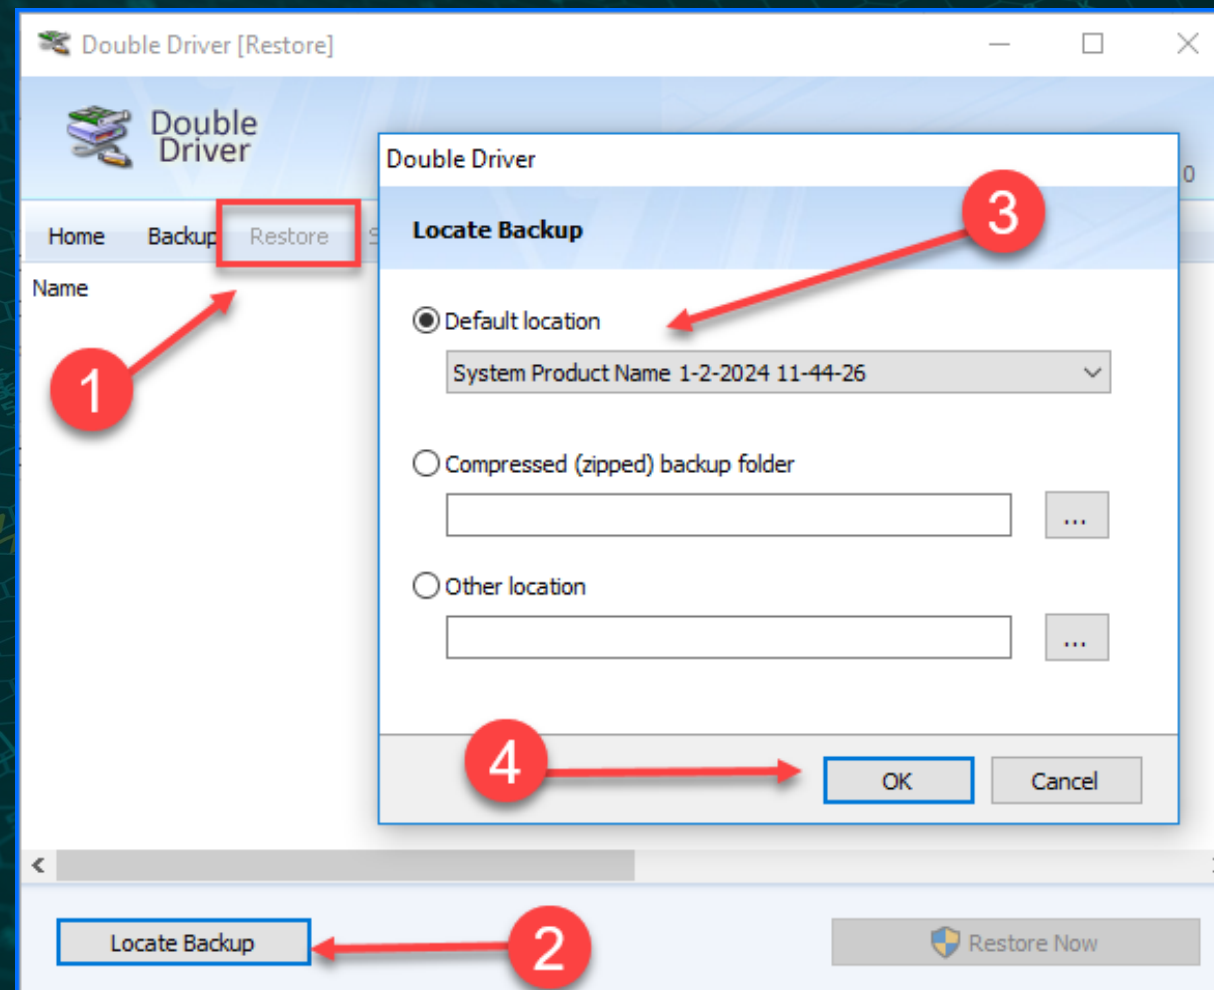 Double Driver [Restore]
Double
Driver
0
Home Backup Restore S
Name
1
Double Driver
Locate Backup
3
Default location
System Product Name 1-2-2024 11-44-26
Compressed (zipped) backup folder
...
Other location
...
4
OK Cancel
Locate Backup
2
Restore Now